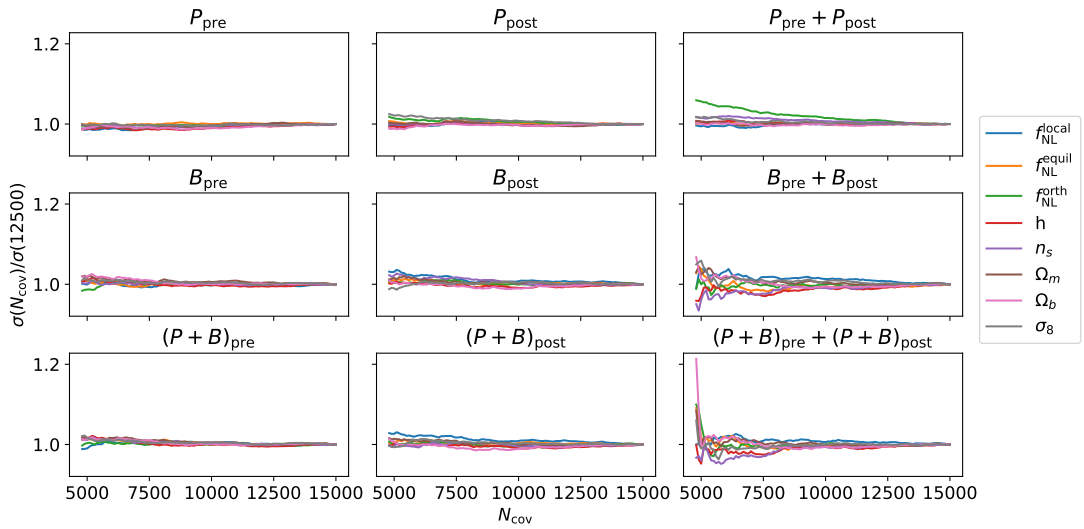 P_pre P_post P_pre + P_post
1.2
1.0
B_pre B_post B_pre + B_post
1.2
1.0
(P + B)_pre (P + B)_post (P + B)_pre + (P + B)_post
1.2
1.0
5000 7500 10000 12500 15000 5000 7500 10000 12500 15000 5000 7500 10000 12500 15000
N_cov
σ(N_cov)/σ(12500)
f_NL^local
f_NL^equil
f_NL^orth
h
n_s
Ω_m
Ω_b
σ_8